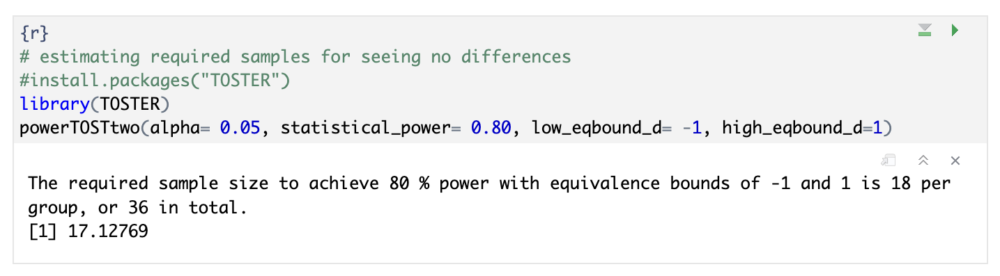 {r}
# estimating required samples for seeing no differences
#install.packages("TOSTER")
library(TOSTER)
powerTOSTtwo(alpha= 0.05, statistical_power= 0.80, low_eqbound_d= -1, high_eqbound_d=1)
The required sample size to achieve 80 % power with equivalence bounds of -1 and 1 is 18 per
group, or 36 in total.
[1] 17.12769